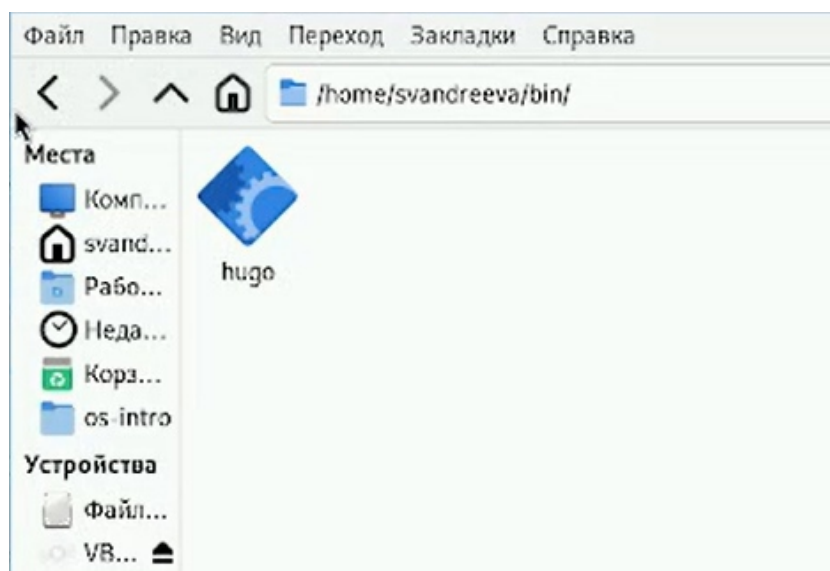 Файл Правка Вид Переход Закладки Справка
/home/svandreeva/bin/
Места
Комп...
svand...
Рабо...
Неда...
Корз...
os-intro
Устройства
Файл...
VB...
hugo